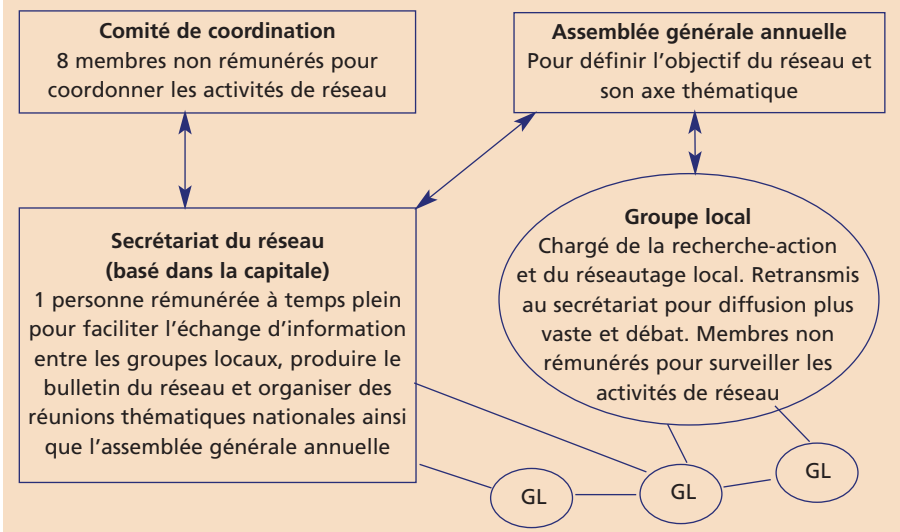 Comité de coordination
8 membres non rémunérés pour
coordonner les activités de réseau
Assemblée générale annuelle
Pour définir l'objectif du réseau et
son axe thématique
Secrétariat du réseau
(basé dans la capitale)
1 personne rémunérée à temps plein
pour faciliter l'échange d'information
entre les groupes locaux, produire le
bulletin du réseau et organiser des
réunions thématiques nationales ainsi
que l'assemblée générale annuelle
Groupe local
Chargé de la recherche-action
et du réseautage local. Retransmis
au secrétariat pour diffusion plus
vaste et débat. Membres non
rémunérés pour surveiller les
activités de réseau
GL
GL
GL